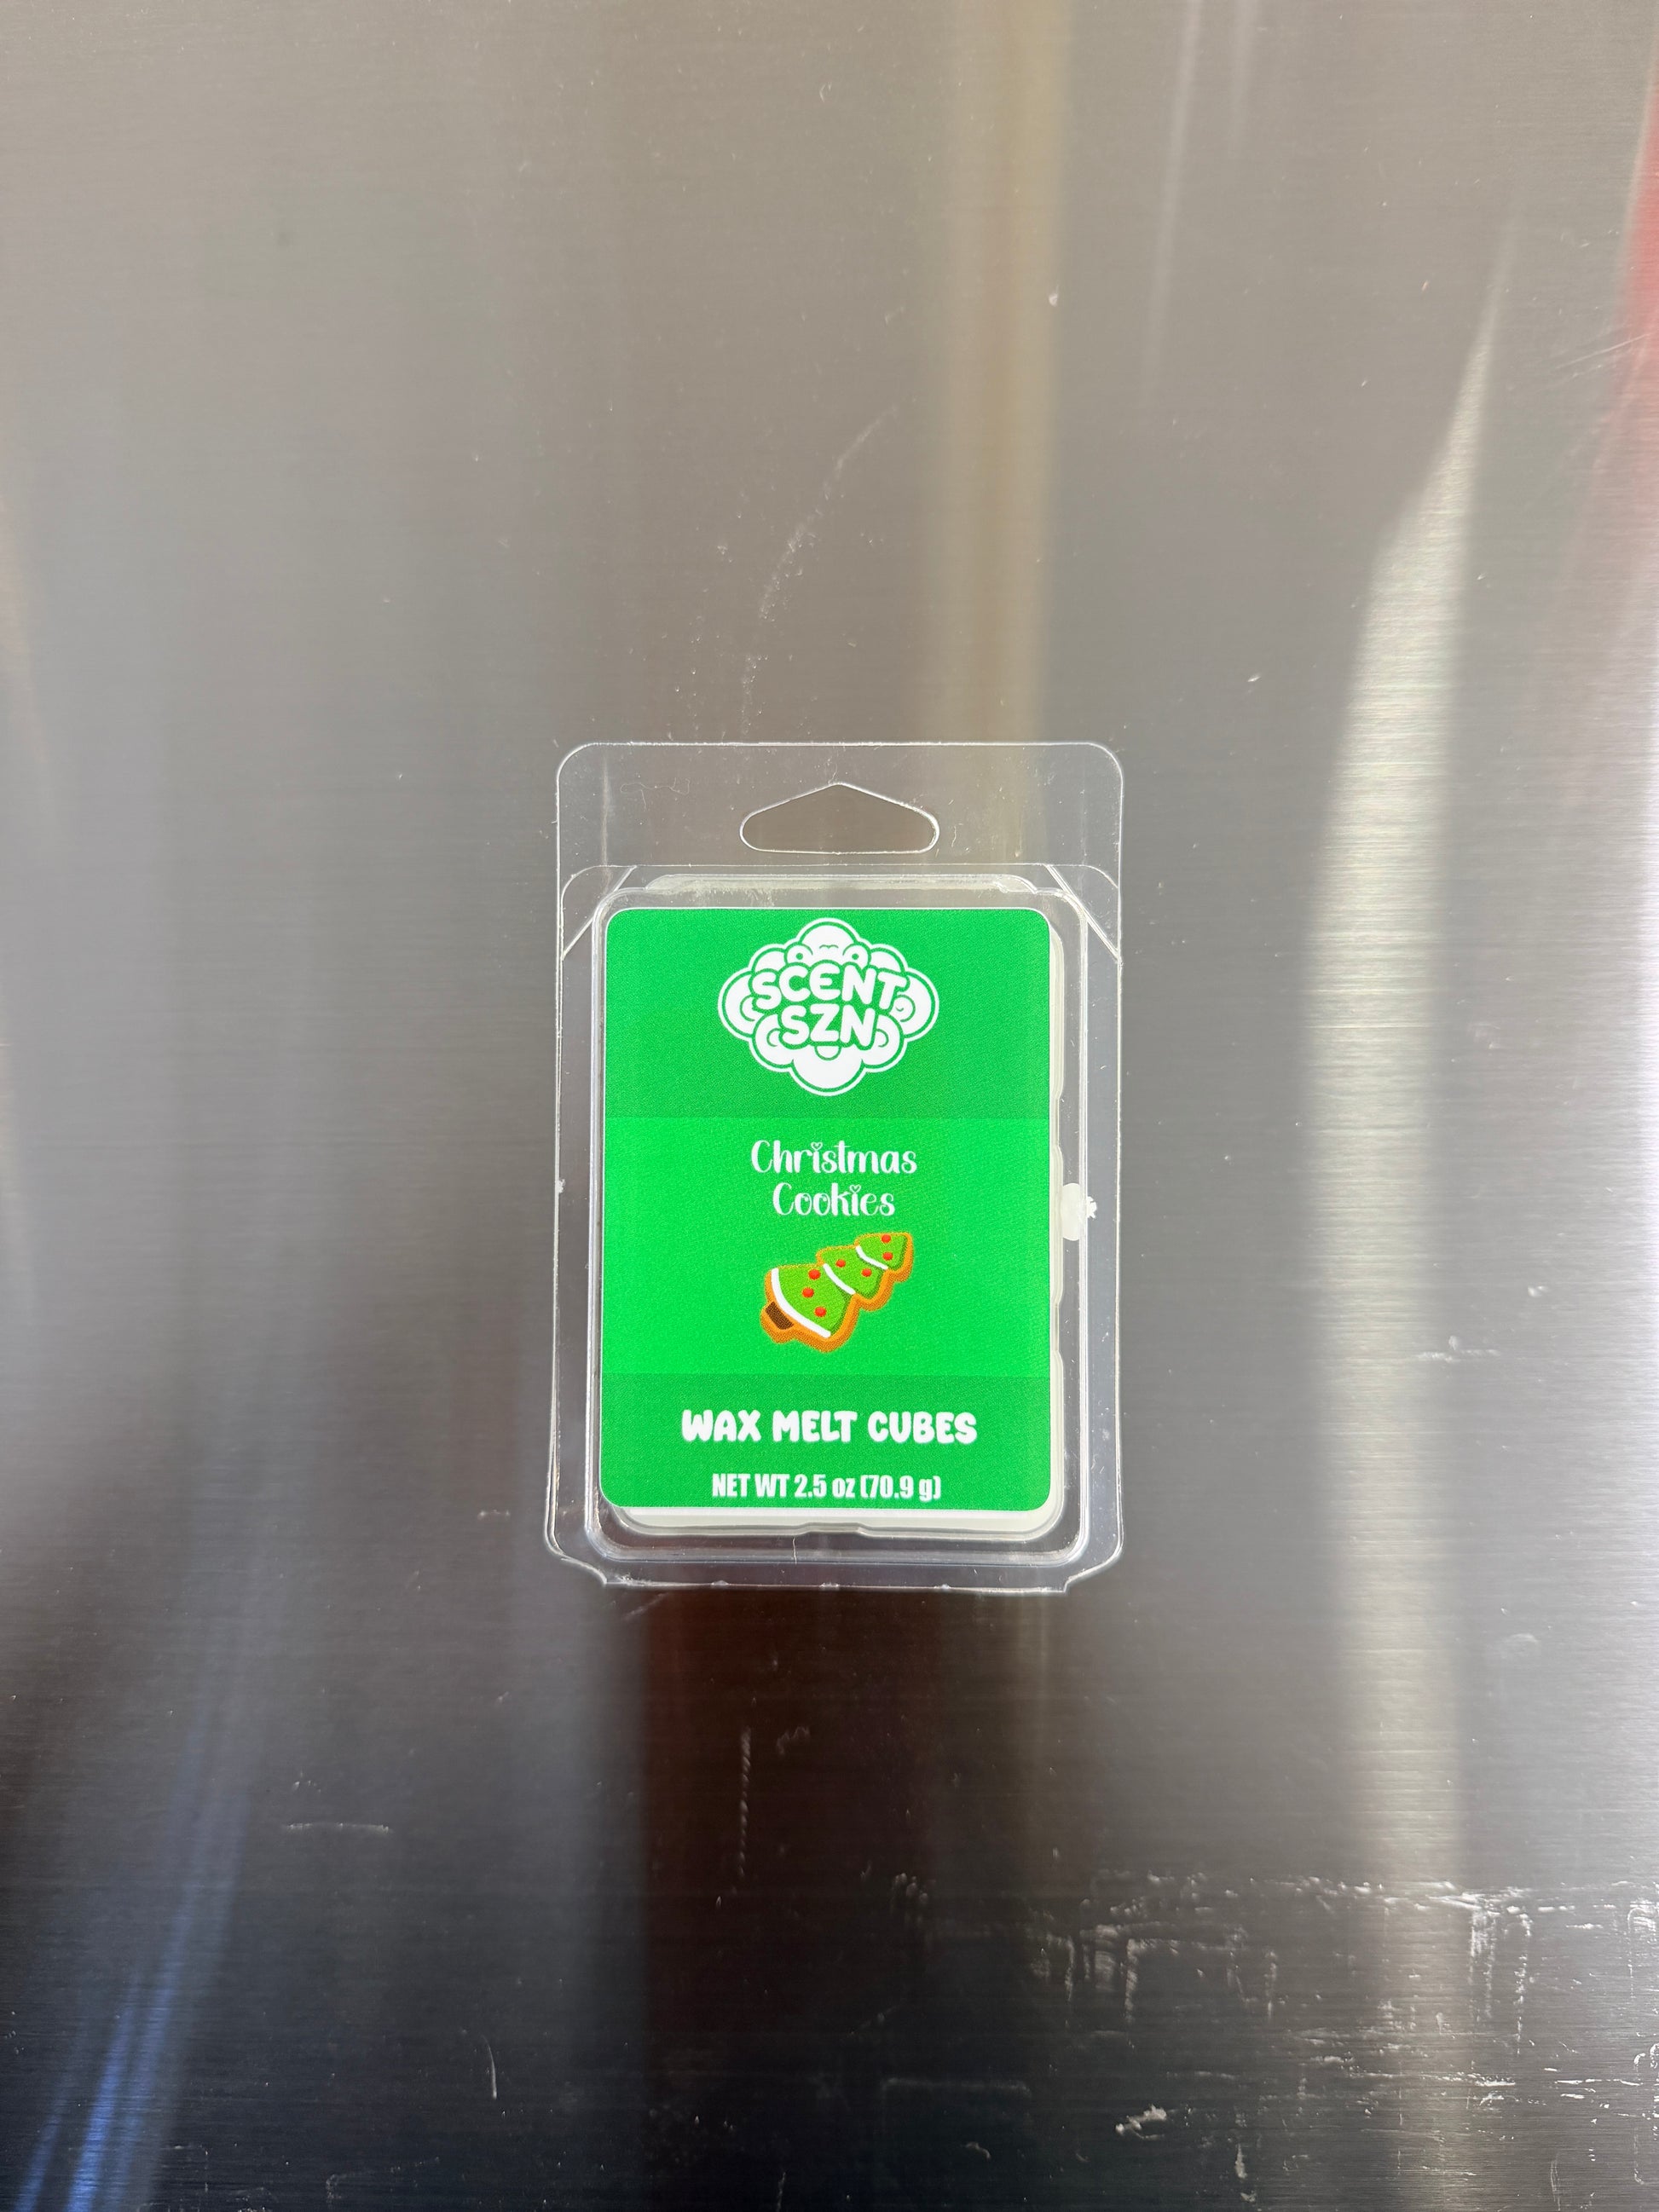 SCENT
SZN
Christmas
Cookies
WAX MELT CUBES
NET WT 2.5 oz (70.9 g)